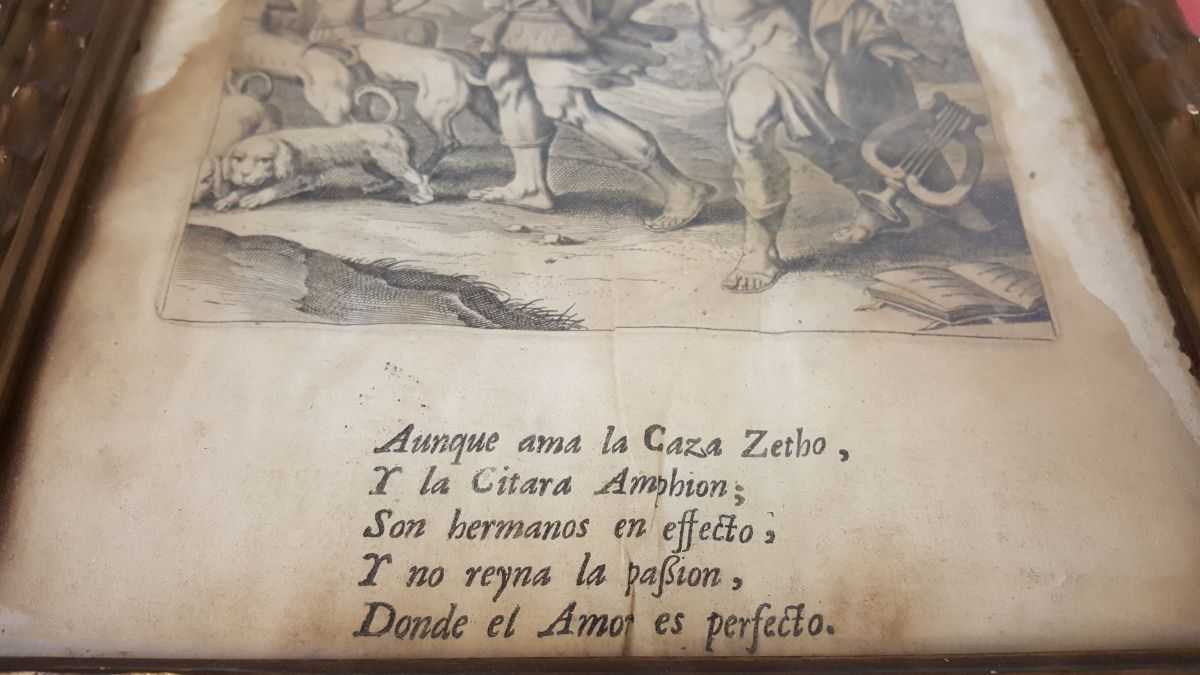 Aunque ama la Caza Zetho,
Y la Citara Amphion;
Son hermanos en effecto;
Y no reyna la paßion,
Donde el Amor es perfecto.